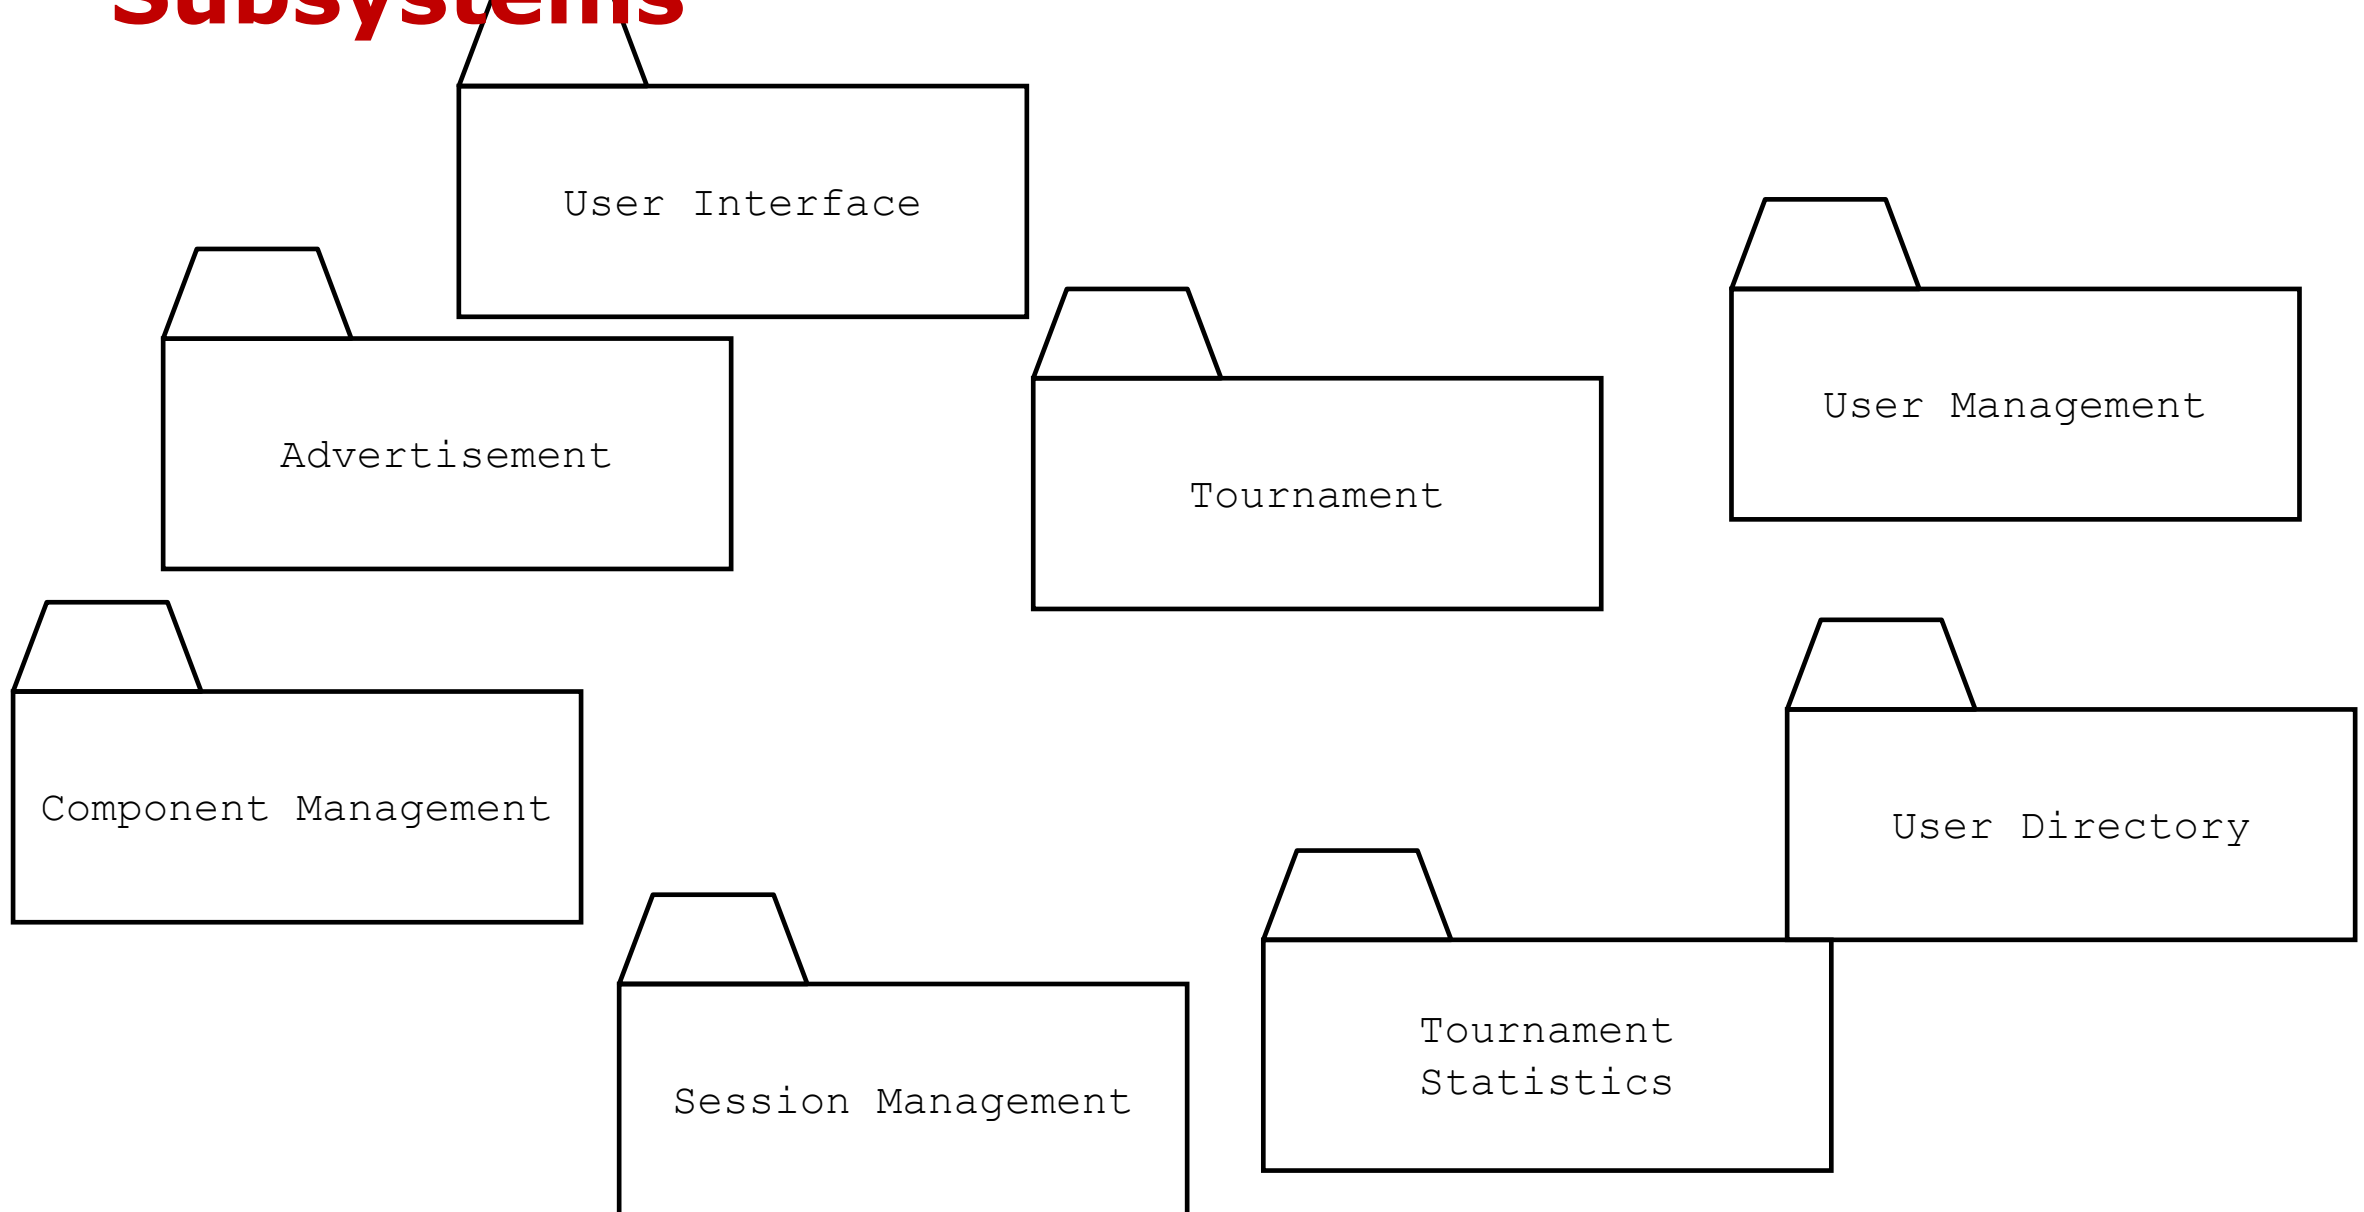 Subsystems
User Interface
User Management
Advertisement
Tournament
Component Management
User Directory
Tournament
Statistics
Session Management